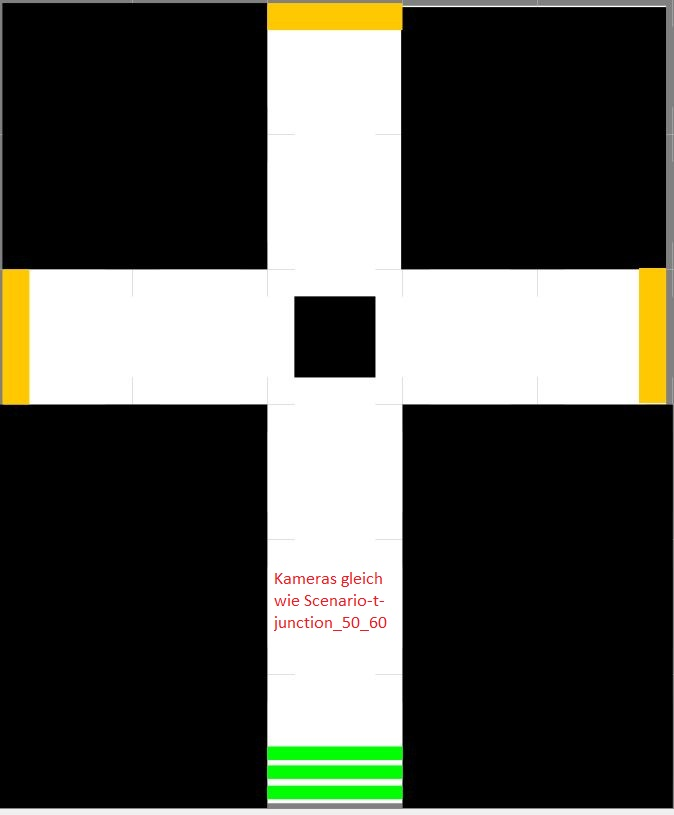 Kameras gleich
wie Scenario-t-
junction_50_60